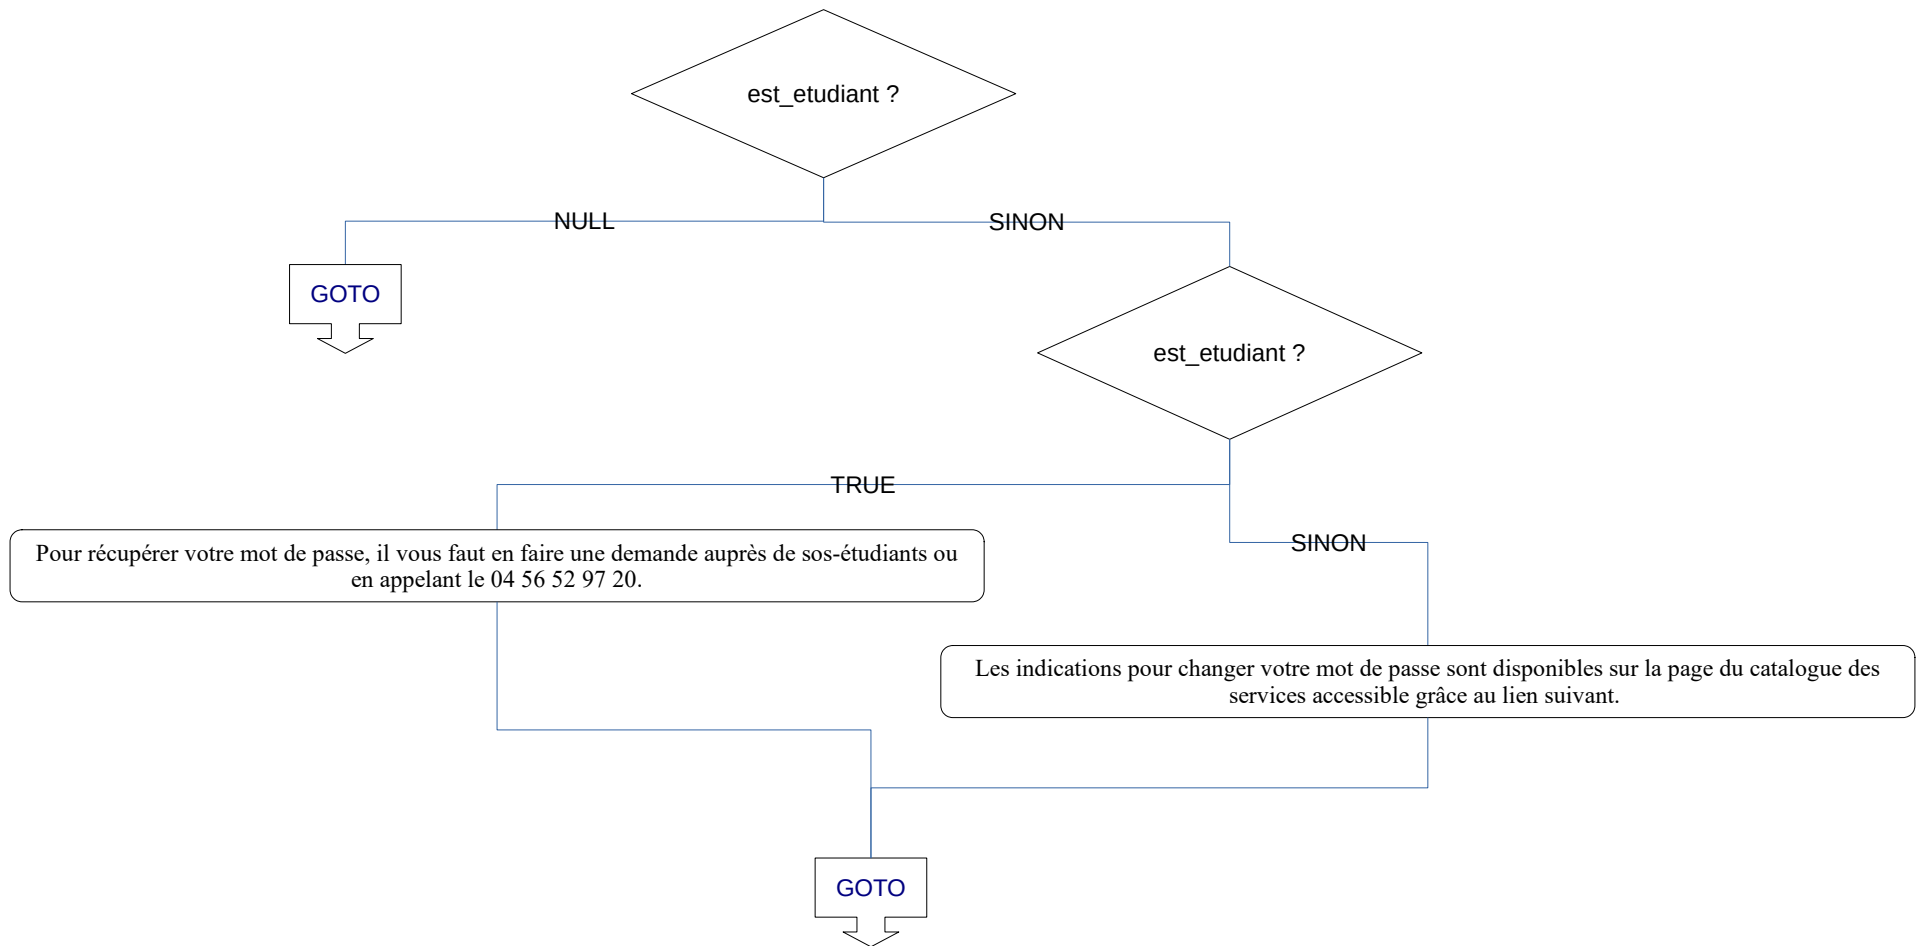 est_etudiant ?
NULL
SINON
GOTO
est_etudiant ?
TRUE
SINON
Pour récupérer votre mot de passe, il vous faut en faire une demande auprès de sos-étudiants ou
en appelant le 04 56 52 97 20.
Les indications pour changer votre mot de passe sont disponibles sur la page du catalogue des
services accessible grâce au lien suivant.
GOTO